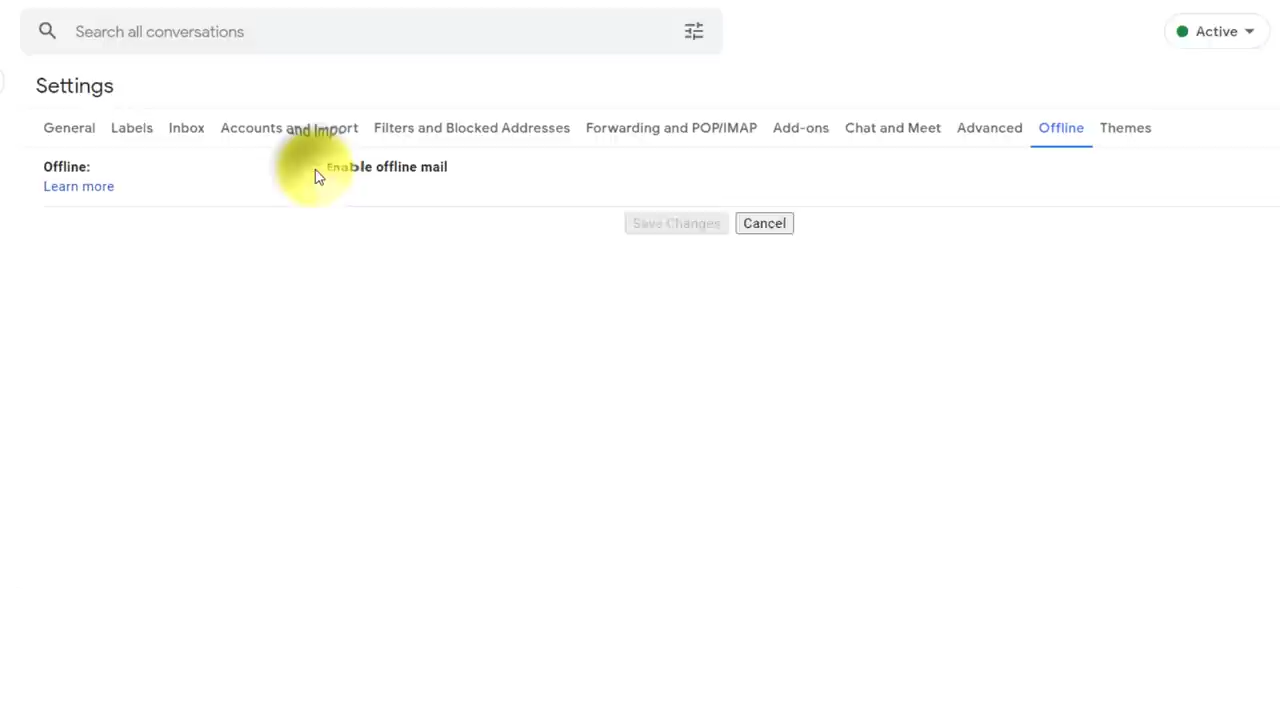 Search all conversations
Active
Settings
General Labels Inbox Accounts and Import Filters and Blocked Addresses Forwarding and POP/IMAP Add-ons Chat and Meet Advanced Offline Themes
Offline: Enable offline mail
Learn more
Save Changes Cancel